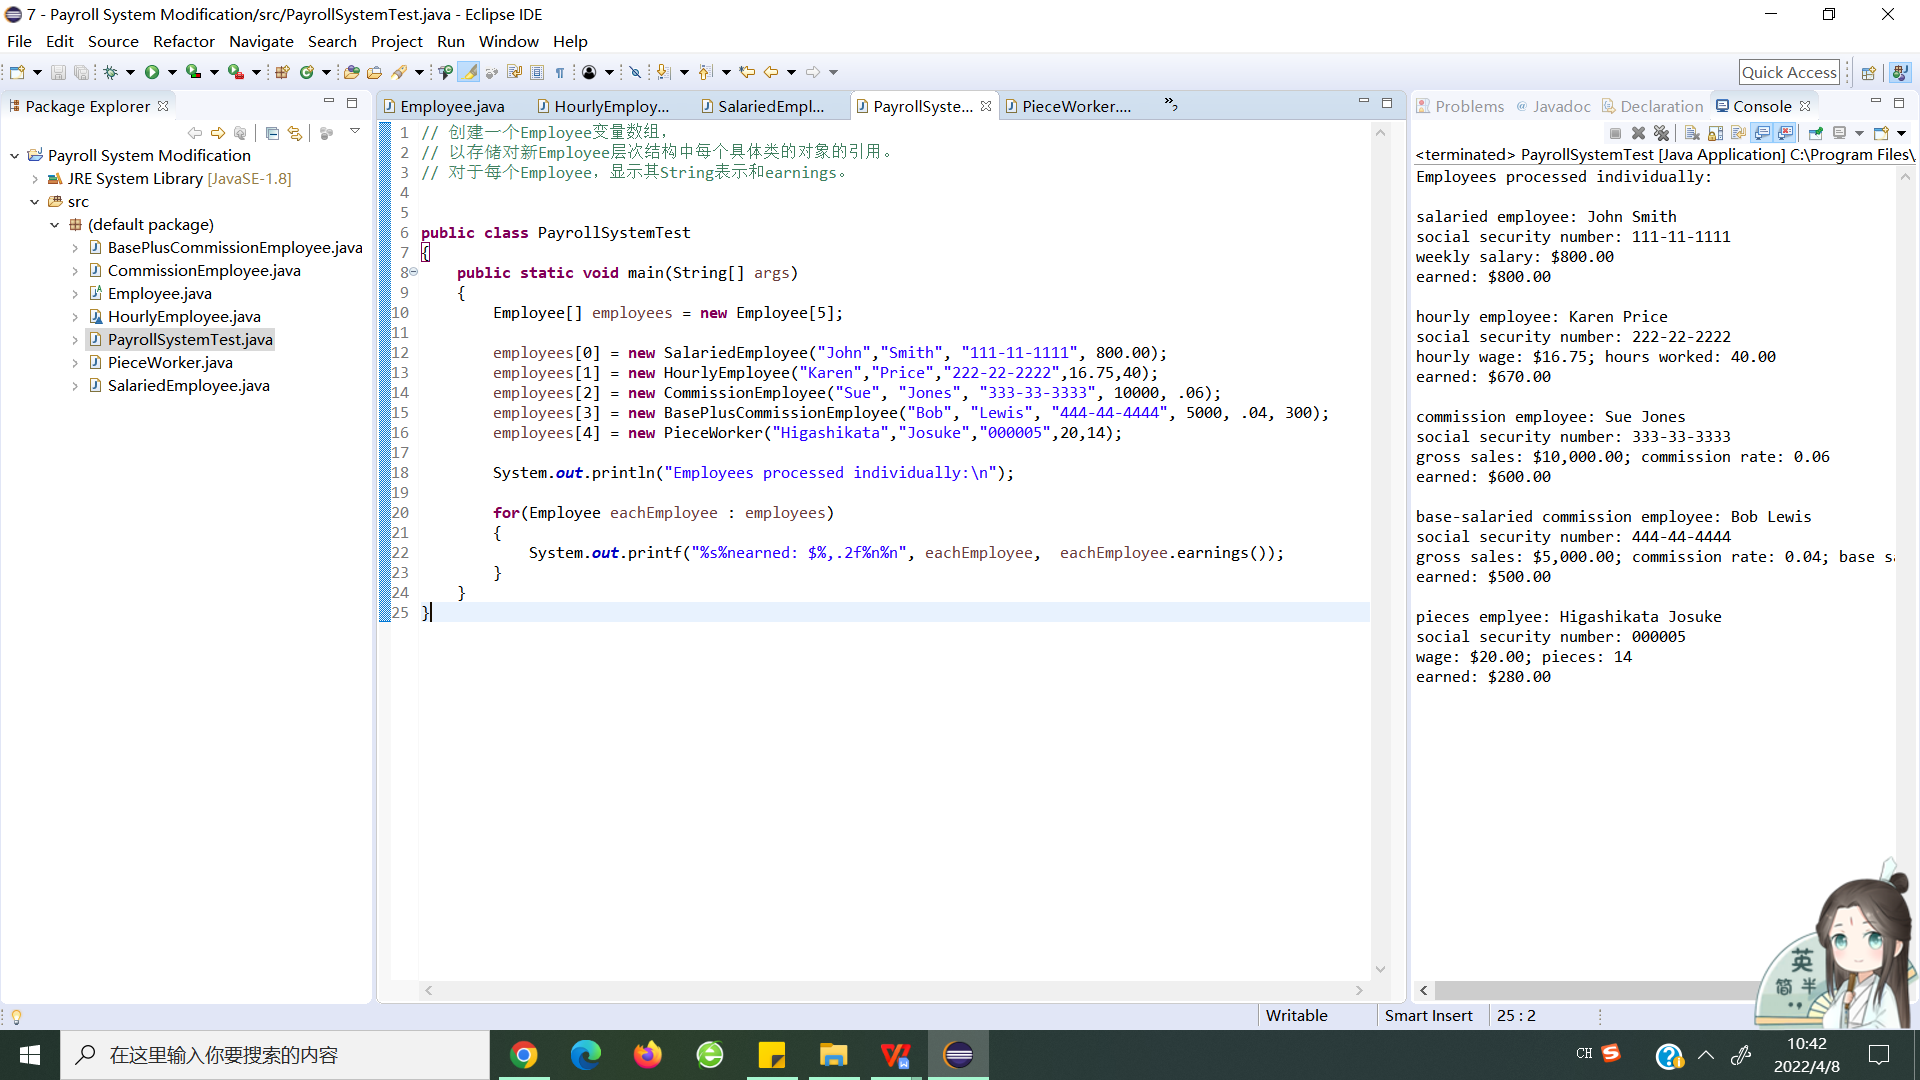 7 - Payroll System Modification/src/PayrollSystemTest.java - Eclipse IDE
File Edit Source Refactor Navigate Search Project Run Window Help
Quick Access
Package Explorer
Payroll System Modification
JRE System Library [JavaSE-1.8]
src
(default package)
BasePlusCommissionEmployee.java
CommissionEmployee.java
Employee.java
HourlyEmployee.java
PayrollSystemTest.java
PieceWorker.java
SalariedEmployee.java
Employee.java HourlyEmploy... SalariedEmpl... PayrollSyste... PieceWorker.... »2
1 // 创建一个Employee变量数组，
2 // 以存储对新Employee层次结构中每个具体类的对象的引用。
3 // 对于每个Employee，显示其String表示和earnings。
4
5
6 public class PayrollSystemTest
7 {
8 public static void main(String[] args)
9 {
10 Employee[] employees = new Employee[5];
11
12 employees[0] = new SalariedEmployee("John","Smith", "111-11-1111", 800.00);
13 employees[1] = new HourlyEmployee("Karen","Price","222-22-2222",16.75,40);
14 employees[2] = new CommissionEmployee("Sue", "Jones", "333-33-3333", 10000, .06);
15 employees[3] = new BasePlusCommissionEmployee("Bob", "Lewis", "444-44-4444", 5000, .04, 300);
16 employees[4] = new PieceWorker("Higashikata","Josuke","000005",20,14);
17
18 System.out.println("Employees processed individually:\n");
19
20 for(Employee eachEmployee : employees)
21 {
22 System.out.printf("%s%nearned: $%,.2f%n%n", eachEmployee,  eachEmployee.earnings());
23 }
24 }
25 }
Problems @ Javadoc Declaration Console
<terminated> PayrollSystemTest [Java Application] C:\Program Files\
Employees processed individually:
salaried employee: John Smith
social security number: 111-11-1111
weekly salary: $800.00
earned: $800.00
hourly employee: Karen Price
social security number: 222-22-2222
hourly wage: $16.75; hours worked: 40.00
earned: $670.00
commission employee: Sue Jones
social security number: 333-33-3333
gross sales: $10,000.00; commission rate: 0.06
earned: $600.00
base-salaried commission employee: Bob Lewis
social security number: 444-44-4444
gross sales: $5,000.00; commission rate: 0.04; base sa
earned: $500.00
pieces emplyee: Higashikata Josuke
social security number: 000005
wage: $20.00; pieces: 14
earned: $280.00
英
简 半
Writable Smart Insert 25 : 2
在这里输入你要搜索的内容
CH
10:42
2022/4/8